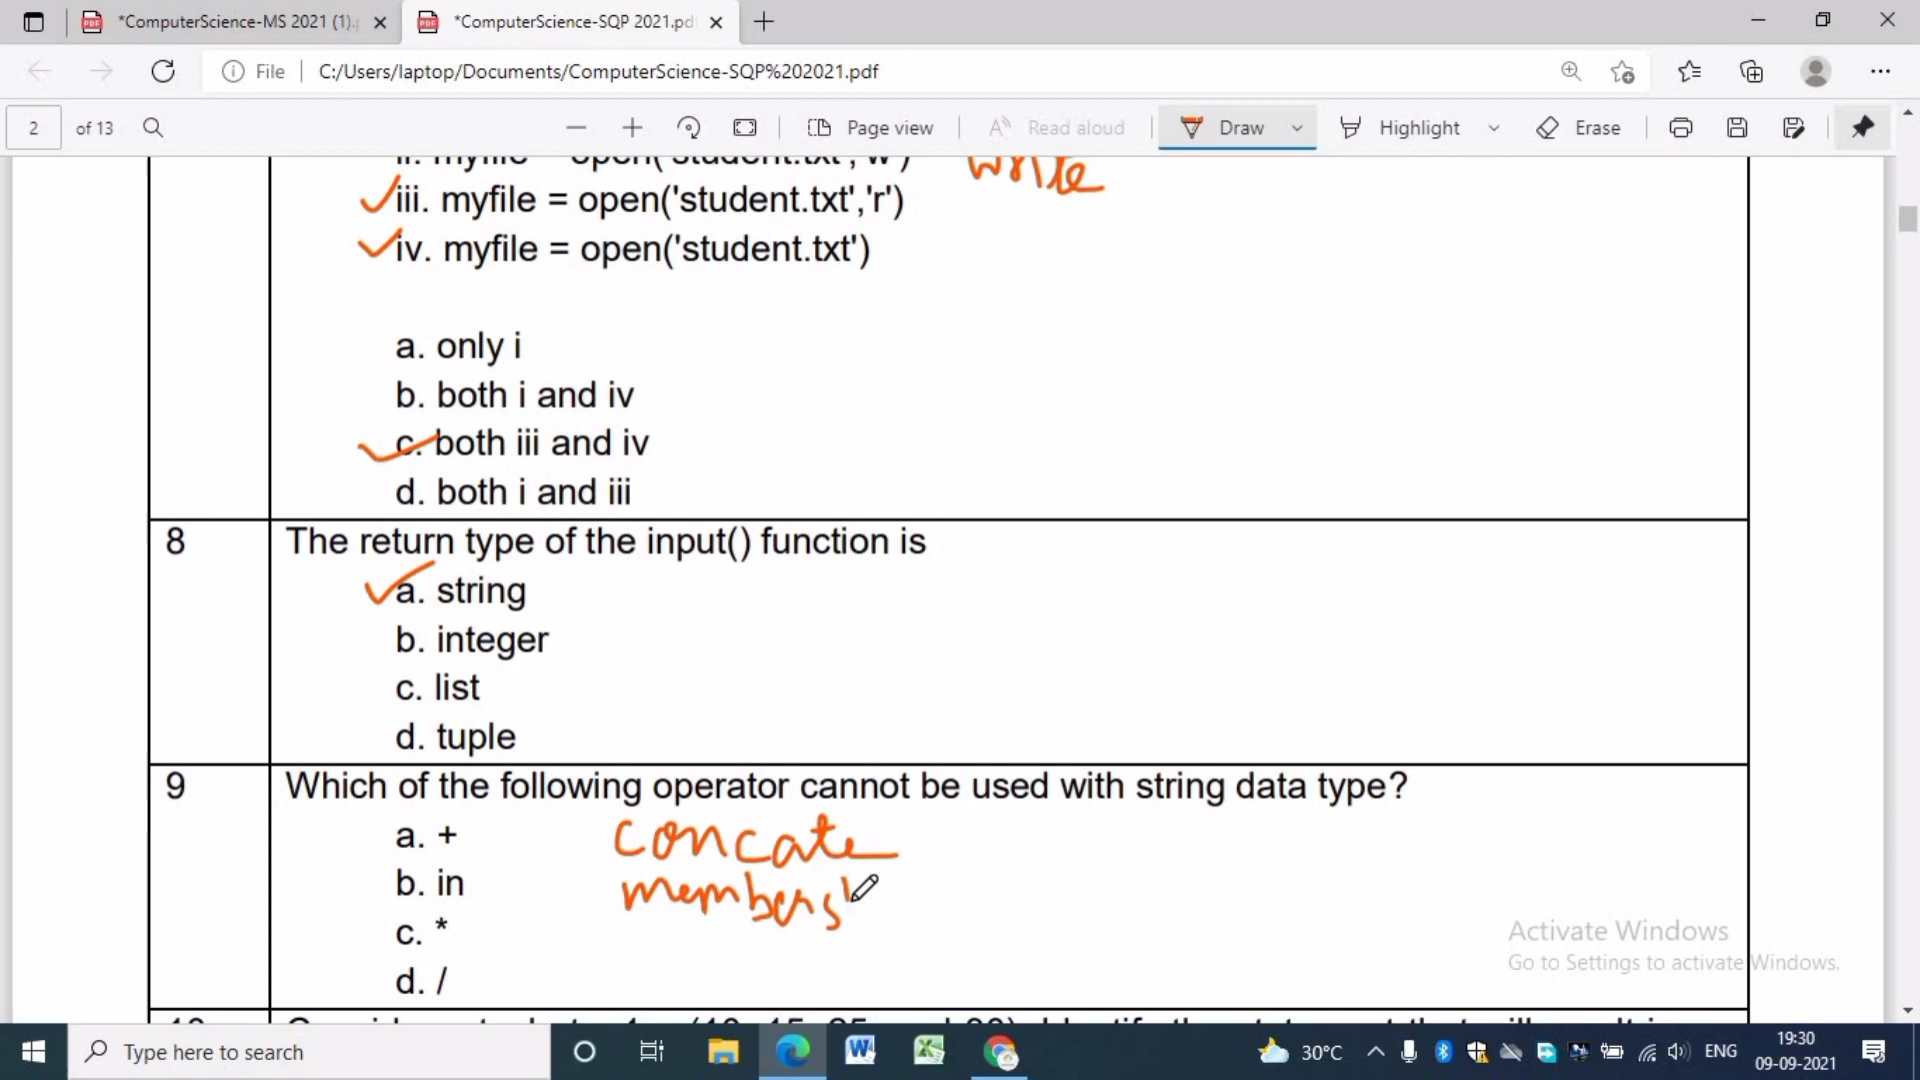 *ComputerScience-MS 2021 (1).
*ComputerScience-SQP 2021.pd
File
C:/Users/laptop/Documents/ComputerScience-SQP%202021.pdf
2 of 13
Page view
Read aloud
Draw
Highlight
Erase
ii. myfile = open('student.txt','w')
write
iii. myfile = open('student.txt','r')
iv. myfile = open('student.txt')
a. only i
b. both i and iv
c. both iii and iv
d. both i and iii
8 The return type of the input() function is
a. string
b. integer
c. list
d. tuple
9 Which of the following operator cannot be used with string data type?
a. + concate
b. in members
c. *
d. /
Activate Windows
Go to Settings to activate Windows.
Type here to search
30°C
ENG
19:30
09-09-2021